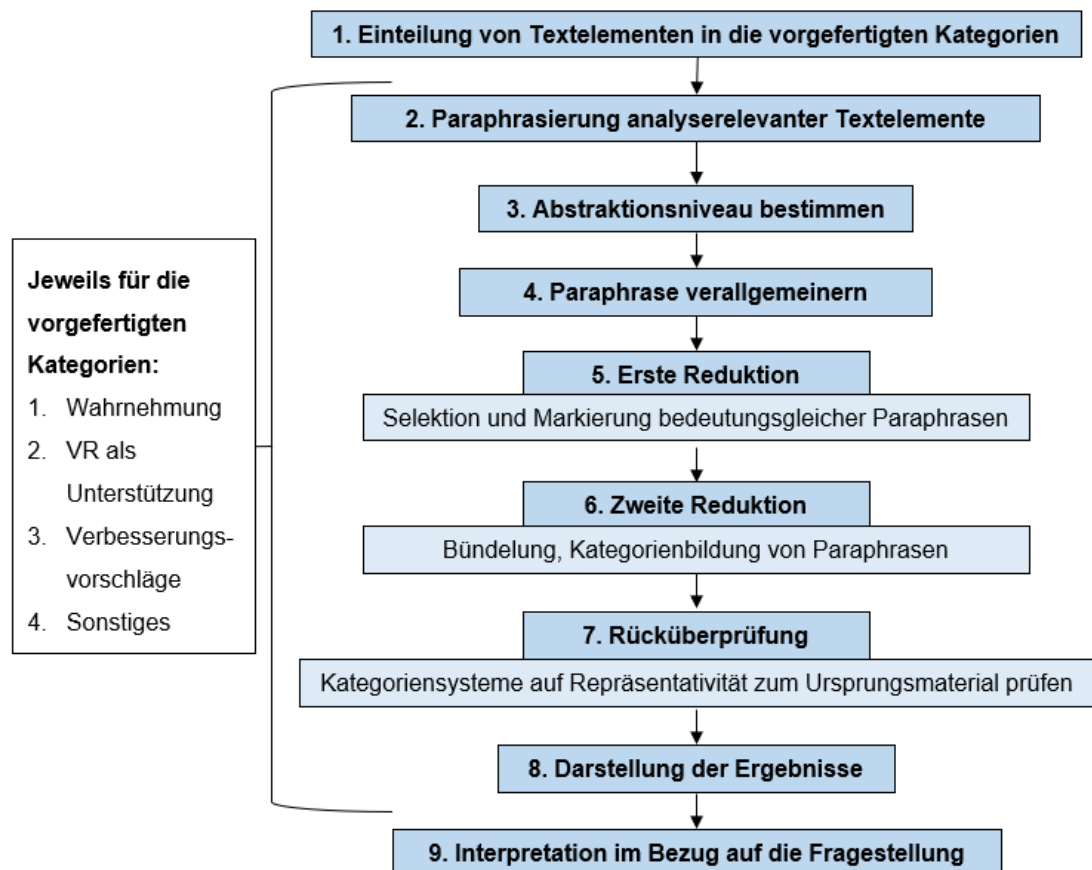 1. Einteilung von Textelementen in die vorgefertigten Kategorien
2. Paraphrasierung analyserelevanter Textelemente
3. Abstraktionsniveau bestimmen
4. Paraphrase verallgemeinern
5. Erste Reduktion
Selektion und Markierung bedeutungsgleicher Paraphrasen
6. Zweite Reduktion
Bündelung, Kategorienbildung von Paraphrasen
7. Rücküberprüfung
Kategoriensysteme auf Repräsentativität zum Ursprungsmaterial prüfen
8. Darstellung der Ergebnisse
9. Interpretation im Bezug auf die Fragestellung
Jeweils für die
vorgefertigten
Kategorien:
1. Wahrnehmung
2. VR als
Unterstützung
3. Verbesserungs-
vorschläge
4. Sonstiges